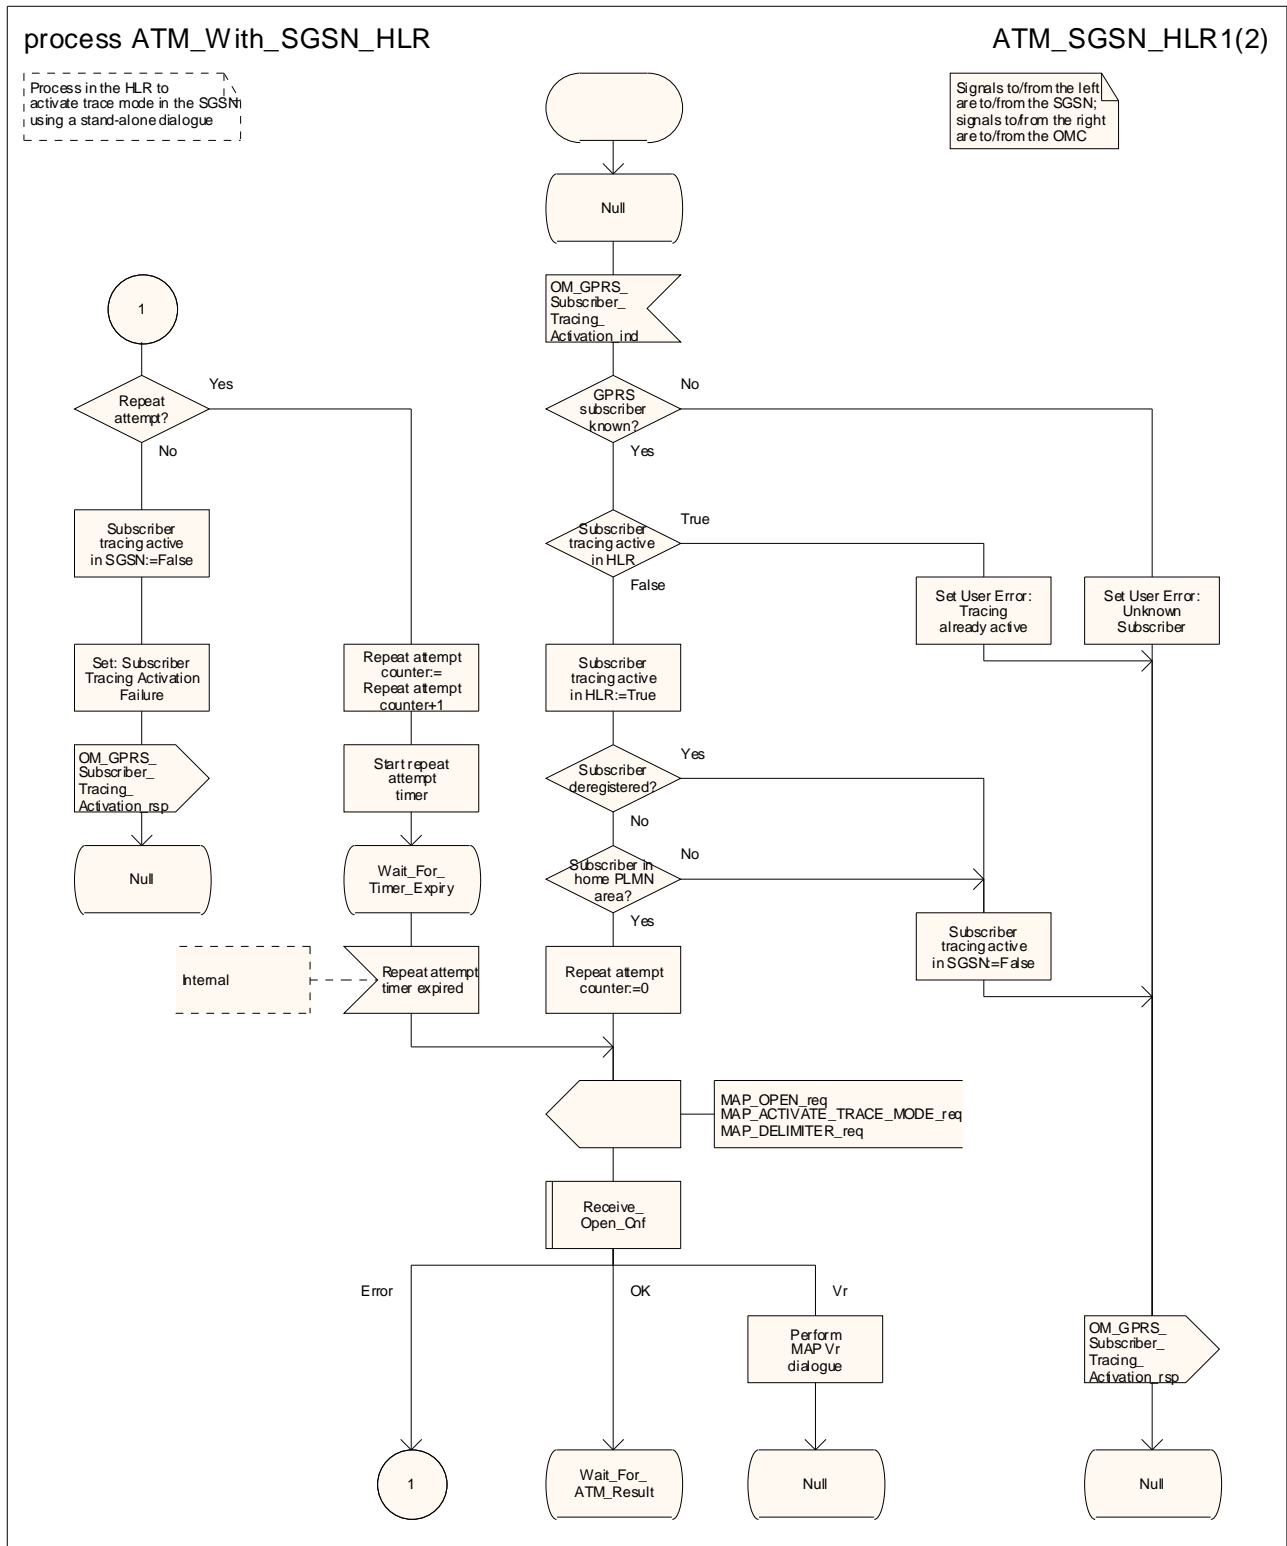 process ATM_With_SGSN_HLR
ATM_SGSN_HLR1(2)
Process in the HLR to
activate trace mode in the SGSN
using a stand-alone dialogue
Signals to/from the left
are to/from the SGSN;
signals to/from the right
are to/from the OMC
Null
OM_GPRS_
Subscriber_
Tracing_
Activation_ind
1
Repeat
attempt?
Yes
No
GPRS
subscriber
known?
No
Yes
Subscriber
tracing active
in SGSN:=False
Subscriber
tracing active
in HLR
True
False
Set User Error:
Tracing
already active
Set User Error:
Unknown
Subscriber
Set: Subscriber
Tracing Activation
Failure
Repeat attempt
counter:=
Repeat attempt
counter+1
Subscriber
tracing active
in HLR:=True
OM_GPRS_
Subscriber_
Tracing_
Activation_rsp
Start repeat
attempt
timer
Subscriber
deregistered?
Yes
No
Null
Wait_For_
Timer_Expiry
Subscriber in
home PLMN
area?
No
Yes
Subscriber
tracing active
in SGSN:=False
Internal
Repeat attempt
timer expired
Repeat attempt
counter:=0
MAP_OPEN_req
MAP_ACTIVATE_TRACE_MODE_req
MAP_DELIMITER_req
Receive_
Open_Cnf
Error
OK
Vr
Perform
MAP Vr
dialogue
OM_GPRS_
Subscriber_
Tracing_
Activation_rsp
1
Wait_For_
ATM_Result
Null
Null